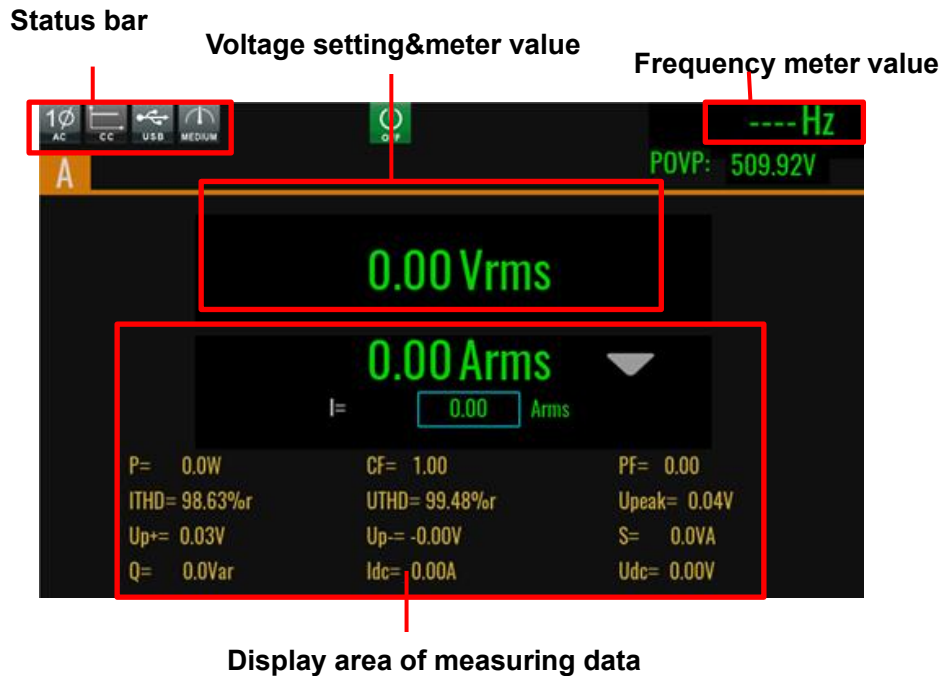 Status bar
Voltage setting&meter value
Frequency meter value
1Ø AC CC USB MEDIUM OFF ----Hz
A POVP: 509.92V
0.00 Vrms
0.00 Arms
I= 0.00 Arms
P= 0.0W CF= 1.00 PF= 0.00
ITHD= 98.63%r UTHD= 99.48%r Upeak= 0.04V
Up+= 0.03V Up-= -0.00V S= 0.0VA
Q= 0.0Var Idc= 0.00A Udc= 0.00V
Display area of measuring data